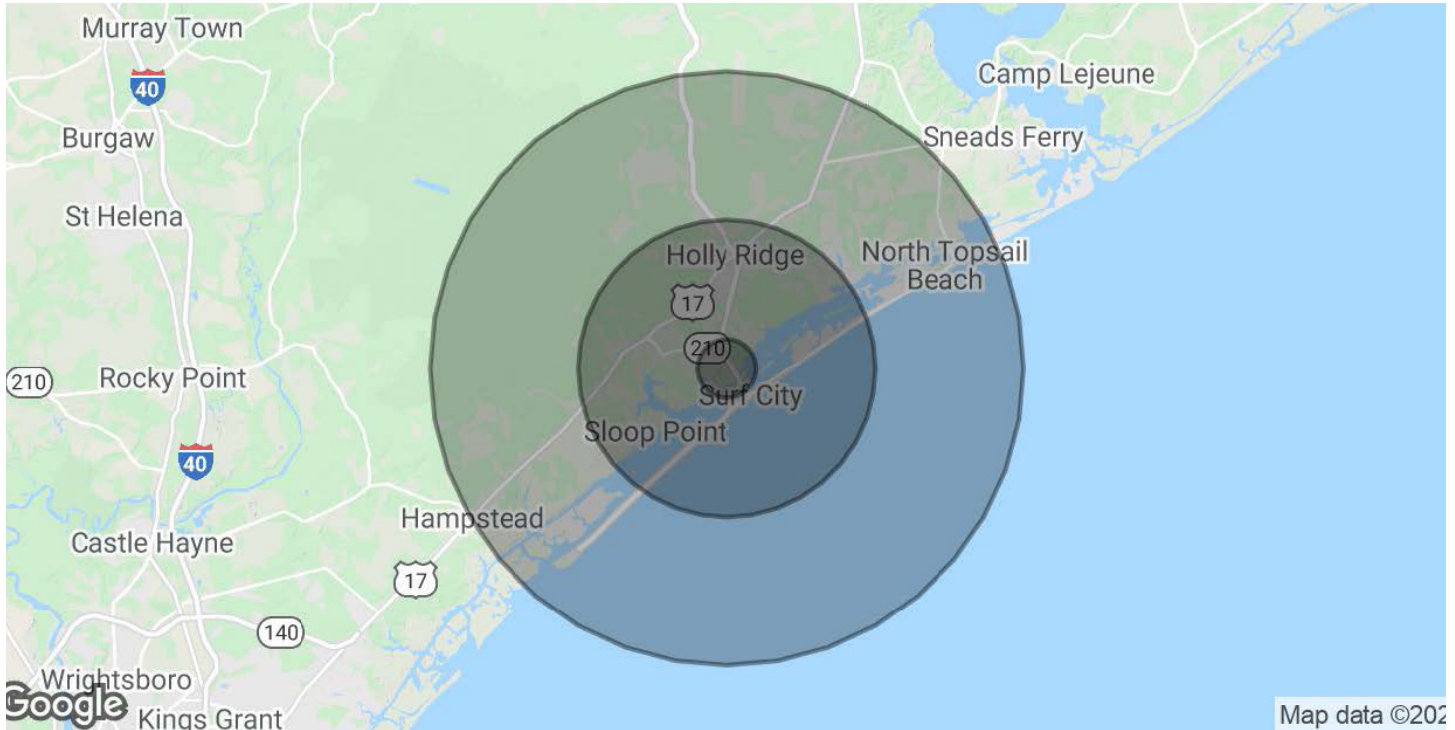 Murray Town
40
Camp Lejeune
Burgaw
Sneads Ferry
St Helena
Holly Ridge
North Topsail
Beach
17
210
210
Rocky Point
Surf City
Sloop Point
40
Hampstead
Castle Hayne
17
140
Wrightsboro
Google
Kings Grant
Map data ©202